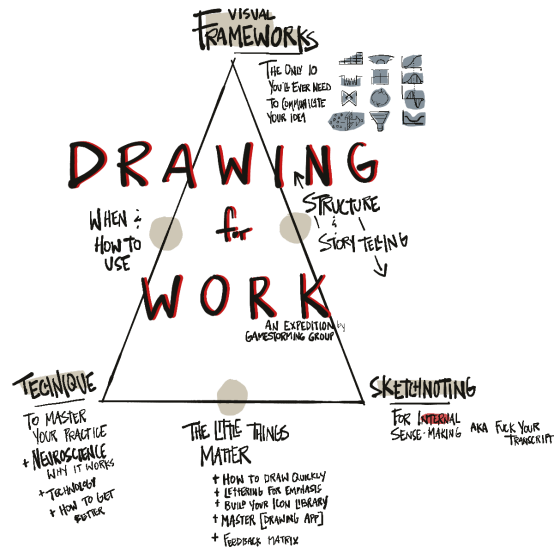 VISUAL
FRAMEWORKS
THE ONLY 10
YOU'LL EVER NEED
TO COMMUNICATE
YOUR IDEA
DRAWING
for
WORK
AN EXPEDITION by
GAMESTORMING GROUP
WHEN &
HOW TO
USE
STRUCTURE
&
STORYTELLING
TECHNIQUE
TO MASTER
YOUR PRACTICE
+ NEUROSCIENCE
WHY IT WORKS
+ TECHNOLOGY
+ HOW TO GET
BETTER
THE LITTLE THINGS
MATTER
+ HOW TO DRAW QUICKLY
+ LETTERING FOR EMPHASIS
+ BUILD YOUR ICON LIBRARY
+ MASTER [DRAWING APP]
+ FEEDBACK MATRIX
SKETCHNOTING
FOR INTERNAL
SENSE-MAKING AKA FUCK YOUR
TRANSCRIPT